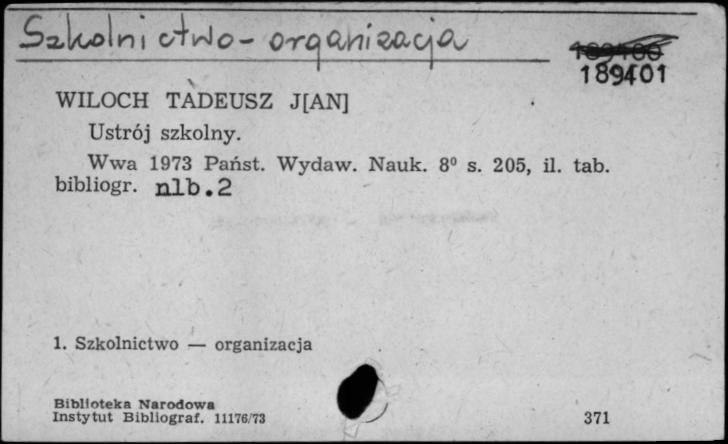 Szkolnictwo - organizacja
189401
WILOCH TADEUSZ J[AN]
Ustrój szkolny.
Wwa 1973 Państ. Wydaw. Nauk. 8⁰ s. 205, il. tab.
bibliogr. nlb.2
1. Szkolnictwo — organizacja
Biblioteka Narodowa
Instytut Bibliograf. 11176/73
371